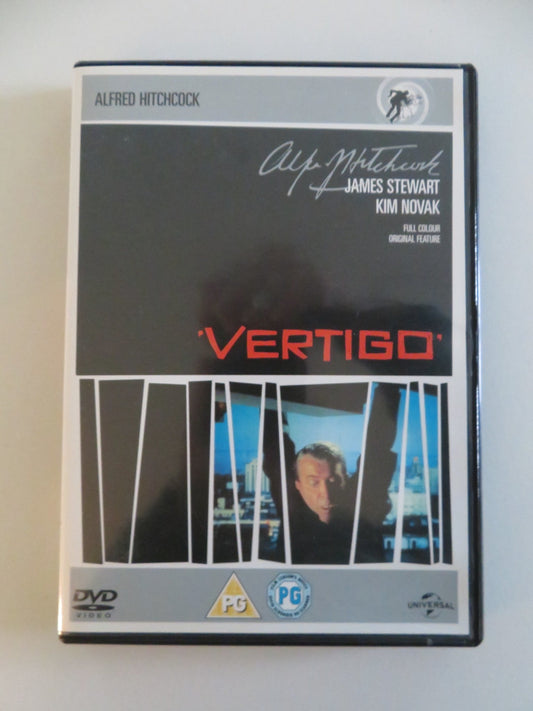 ALFRED HITCHCOCK
Alfred Hitchcock
JAMES STEWART
KIM NOVAK
FULL COLOUR
ORIGINAL FEATURE
'VERTIGO'
DVD
VIDEO
PG
PG
UNIVERSAL